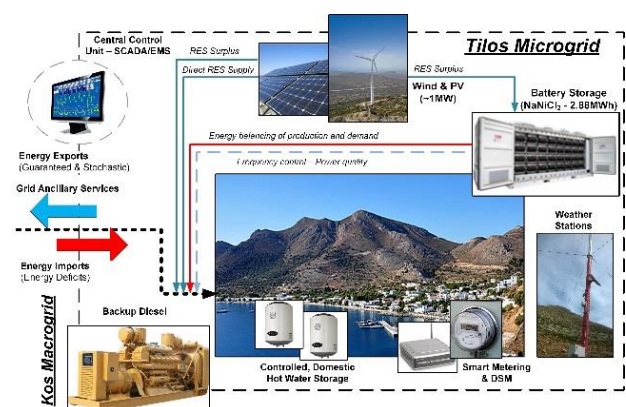 Central Control
Unit – SCADA/EMS
RES Surplus
Direct RES Supply
Tilos Microgrid
RES Surplus
Wind & PV
(~1MW)
Battery Storage
(NaNiCl₂ - 2.88MWh)
Energy balencing of production and demand
Frequency control – Power quality
Energy Exports
(Guaranteed & Stochastic)
Grid Ancillary Services
Energy Imports
(Energy Deficits)
Weather
Stations
Kos Macrogrid
Backup Diesel
Controlled, Domestic
Hot Water Storage
Smart Metering
& DSM